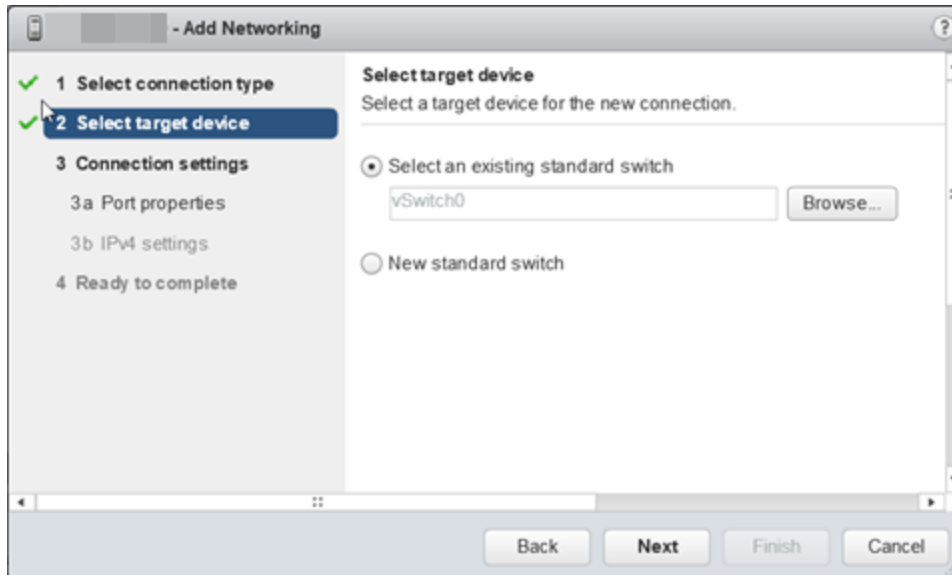 - Add Networking
?
1 Select connection type
2 Select target device
3 Connection settings
3a Port properties
3b IPv4 settings
4 Ready to complete
Select target device
Select a target device for the new connection.
Select an existing standard switch
vSwitch0
Browse...
New standard switch
Back
Next
Finish
Cancel